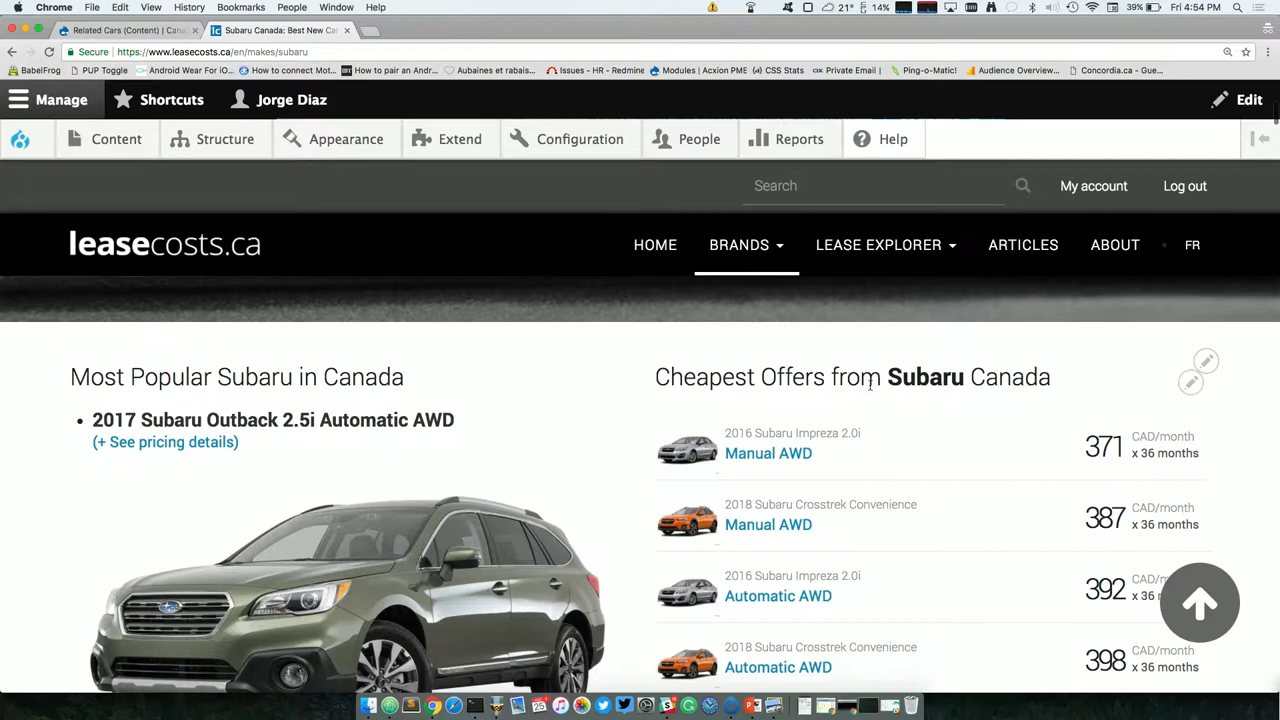 Chrome File Edit View History Bookmarks People Window Help 21° 14% 39% Fri 4:54 PM
Related Cars (Content) | Can
Subaru Canada: Best New Ca
Secure https://www.leasecosts.ca/en/makes/subaru
BabelFrog PUP Toggle Android Wear For iO... How to connect Mot... How to pair an Andr... Aubaines et rabais... Issues - HR - Redmine Modules | Acxion PME CSS Stats Private Email | Ping-o-Matic! Audience Overview... Concordia.ca - Gue...
Manage Shortcuts Jorge Diaz Edit
Content Structure Appearance Extend Configuration People Reports Help
Search My account Log out
leasecosts.ca HOME BRANDS LEASE EXPLORER ARTICLES ABOUT FR
Most Popular Subaru in Canada
2017 Subaru Outback 2.5i Automatic AWD
(+ See pricing details)
Cheapest Offers from Subaru Canada
2016 Subaru Impreza 2.0i
Manual AWD
371 CAD/month
x 36 months
2018 Subaru Crosstrek Convenience
Manual AWD
387 CAD/month
x 36 months
2016 Subaru Impreza 2.0i
Automatic AWD
392
x 36 months
2018 Subaru Crosstrek Convenience
Automatic AWD
398
x 36 months